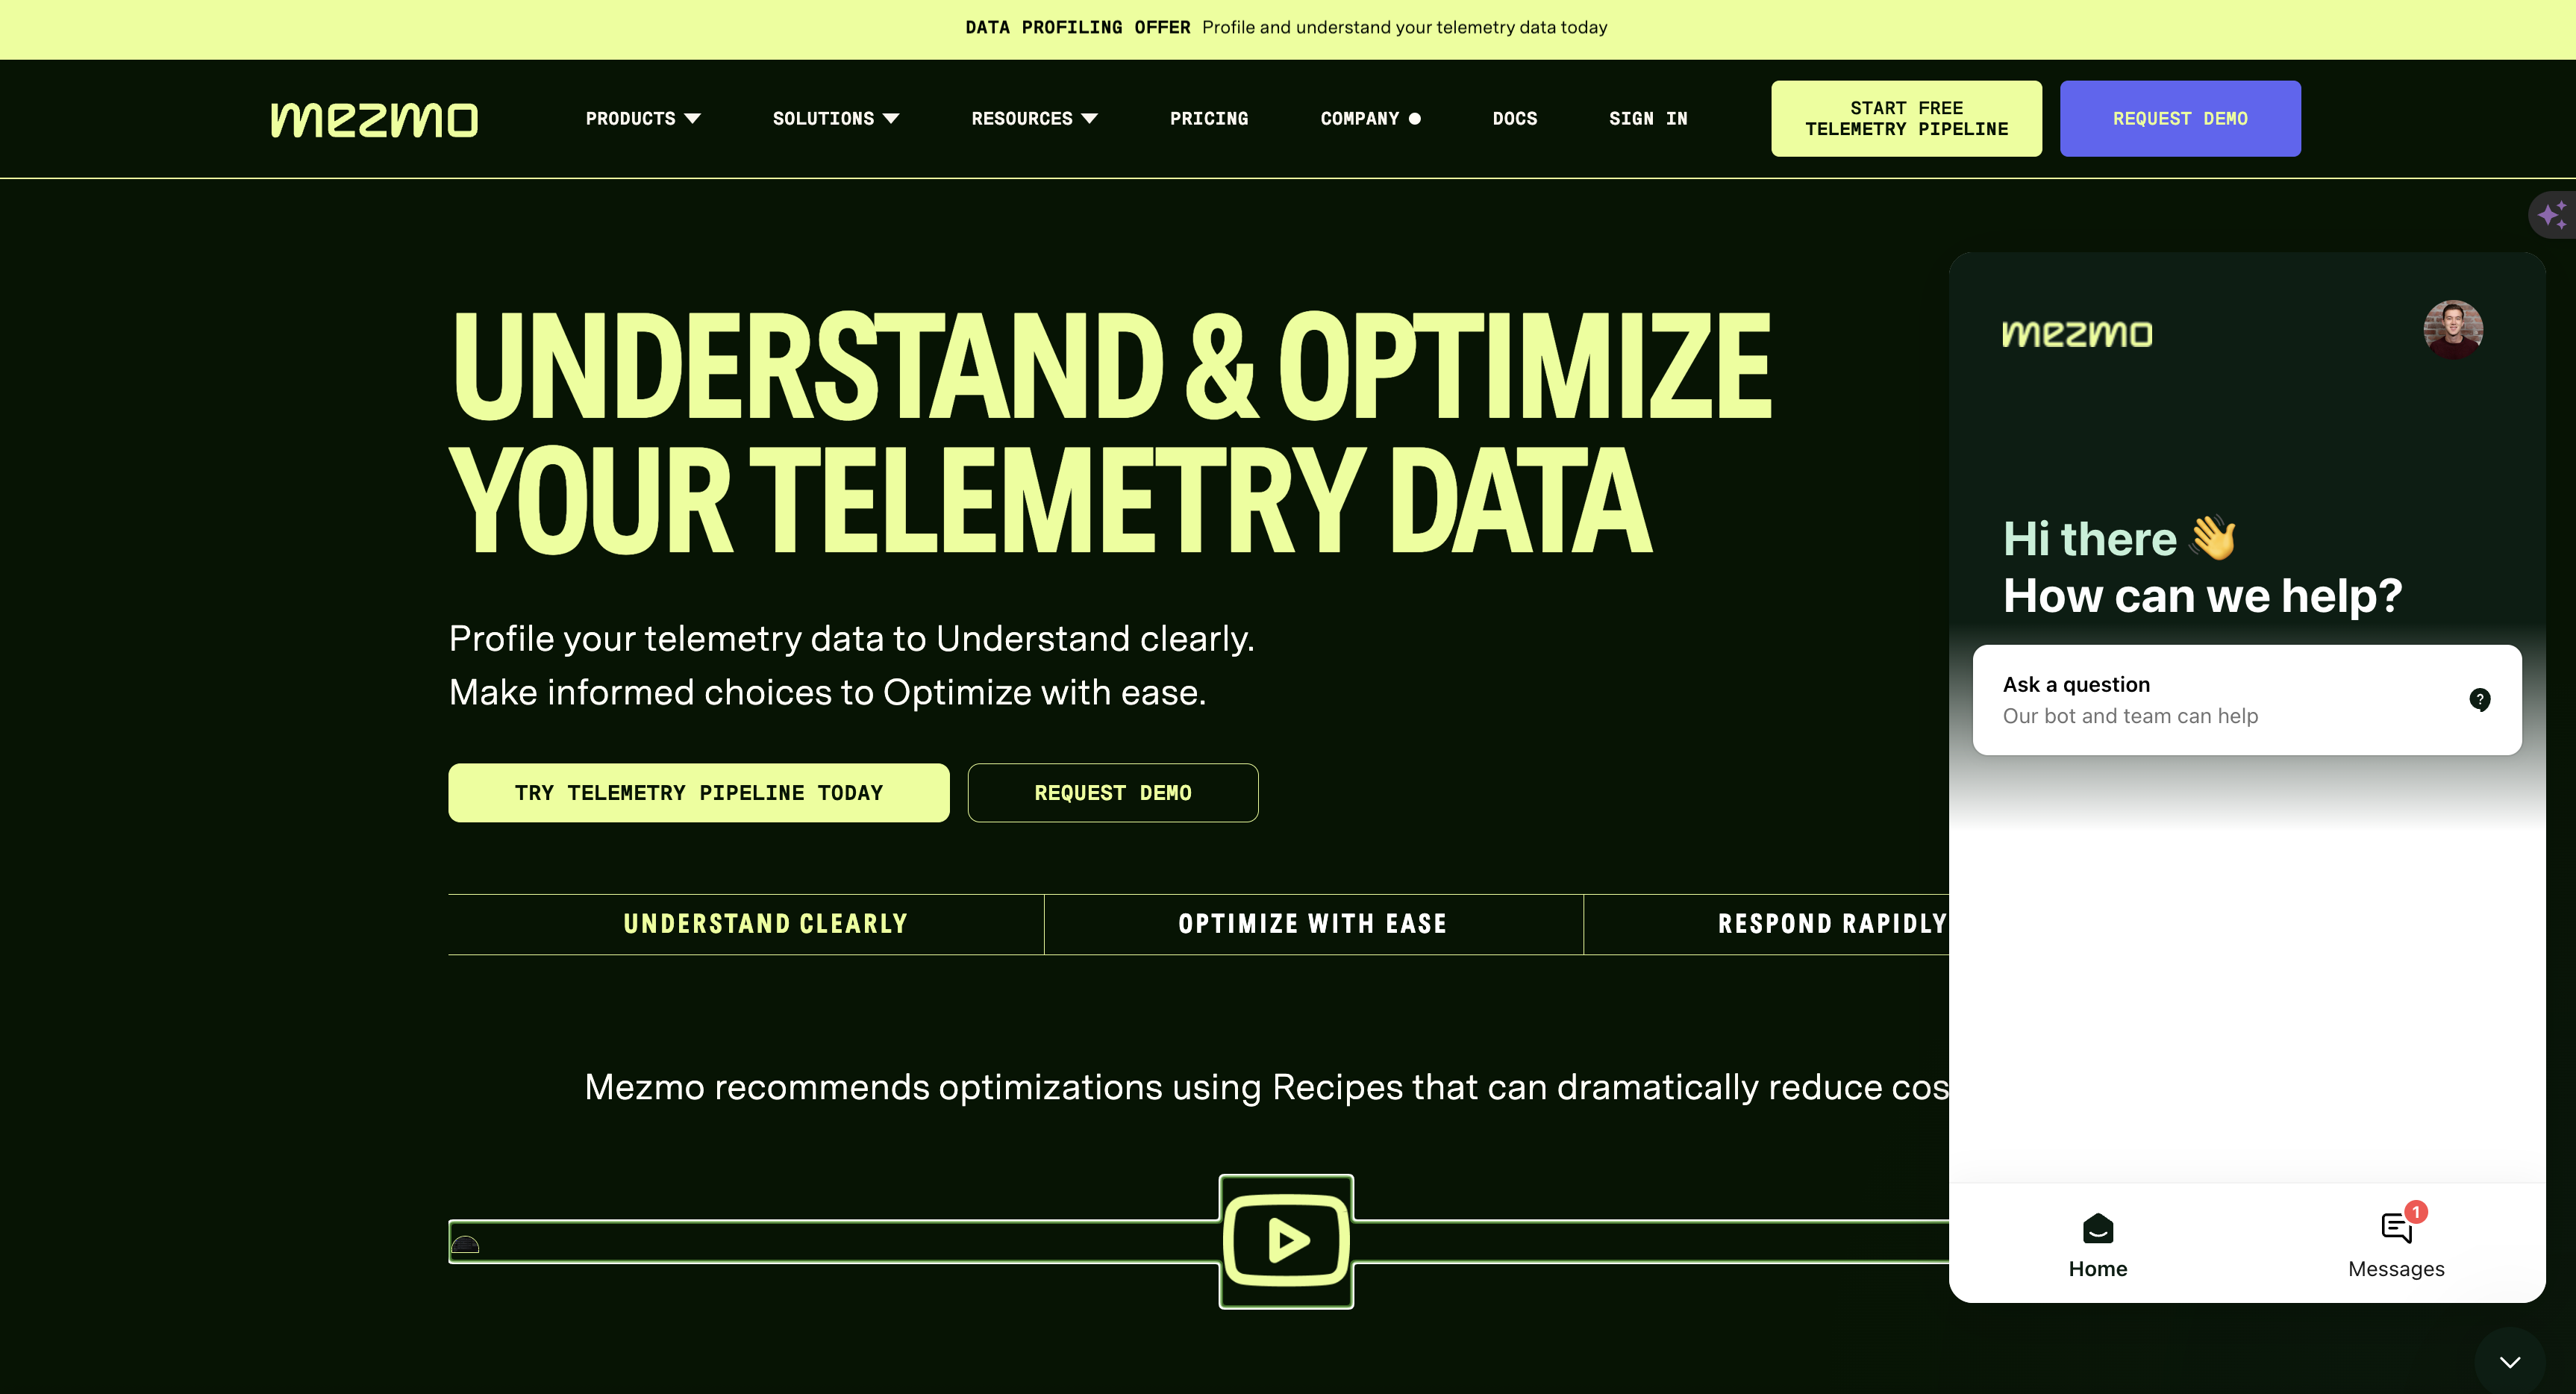 DATA PROFILING OFFER Profile and understand your telemetry data today
mezmo
PRODUCTS
SOLUTIONS
RESOURCES
PRICING
COMPANY
DOCS
SIGN IN
START FREE
TELEMETRY PIPELINE
REQUEST DEMO
UNDERSTAND & OPTIMIZE
YOUR TELEMETRY DATA
Profile your telemetry data to Understand clearly.
Make informed choices to Optimize with ease.
TRY TELEMETRY PIPELINE TODAY
REQUEST DEMO
UNDERSTAND CLEARLY
OPTIMIZE WITH EASE
RESPOND RAPIDLY
Mezmo recommends optimizations using Recipes that can dramatically reduce cos
mezmo
Hi there 👋
How can we help?
Ask a question
?
Our bot and team can help
Home
1
Messages